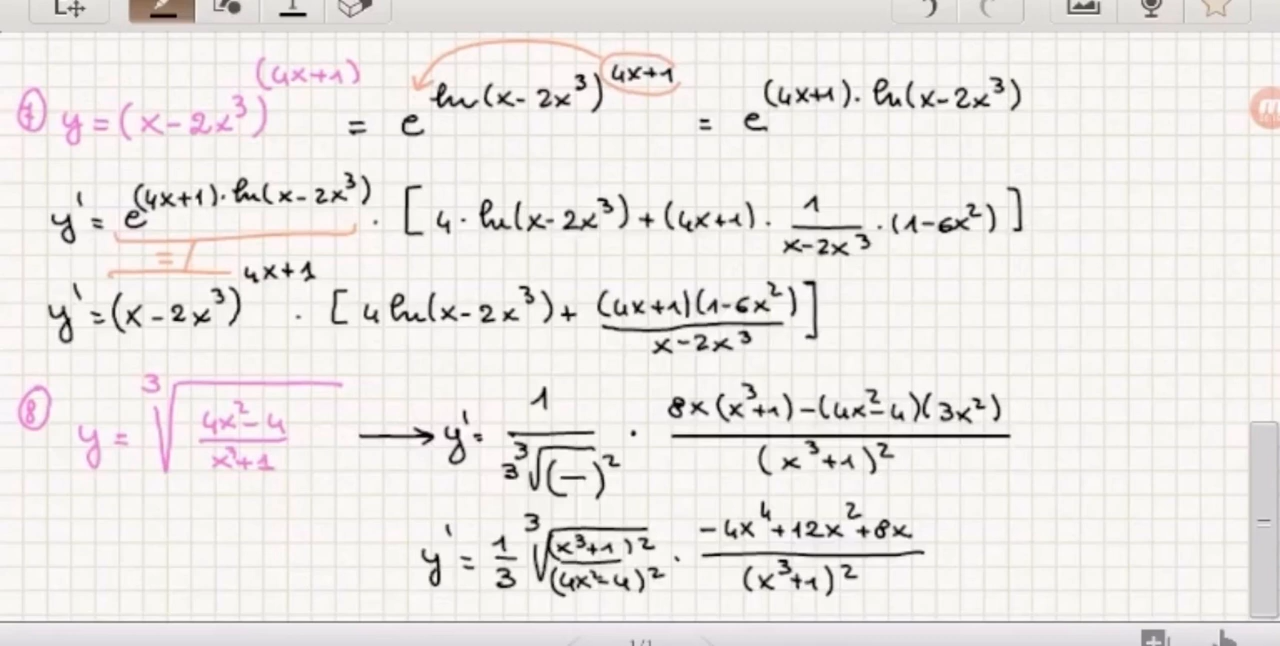 ⑦ y = (x-2x³)^(4x+1) = e^(ln(x-2x³)^(4x+1)) = e^((4x+1)·ln(x-2x³))
y' = e^((4x+1)·ln(x-2x³)) · [4·ln(x-2x³)+(4x+1)·1/(x-2x³)·(1-6x²)]
=
y' = (x-2x³)^(4x+1) · [4 ln(x-2x³)+((4x+1)(1-6x²))/(x-2x³)]
⑧ y = ∛((4x²-4)/(x³+1)) → y' = 1/(3∛(—)²) · (8x(x³+1)-(4x²-4)(3x²))/((x³+1)²)
y' = 1/3 ∛((x³+1)²/(4x²-4)²) · (-4x⁴+12x²+8x)/((x³+1)²)